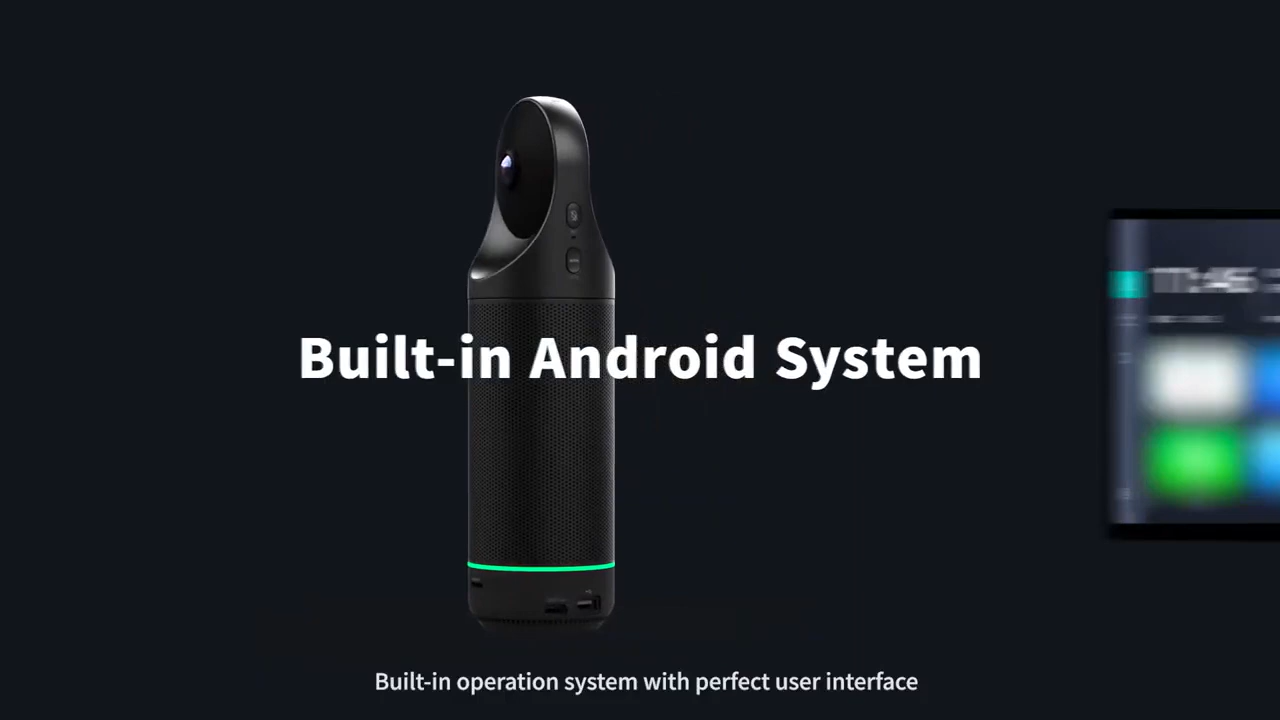 Built-in Android System
Built-in operation system with perfect user interface